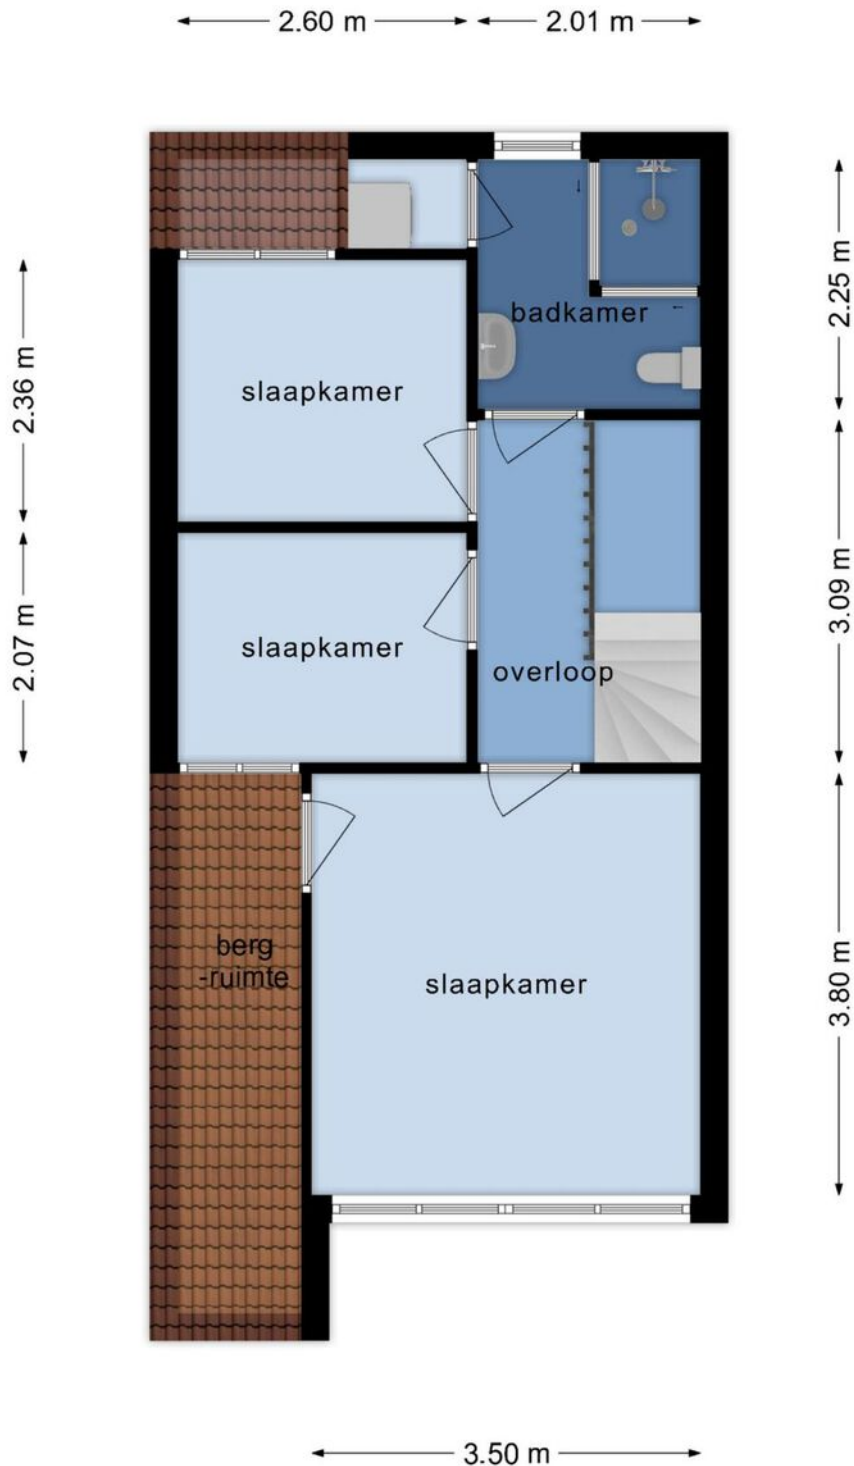 2.60 m
2.01 m
2.25 m
badkamer
2.36 m
slaapkamer
3.09 m
2.07 m
slaapkamer
overloop
berg
-ruimte
slaapkamer
3.80 m
3.50 m